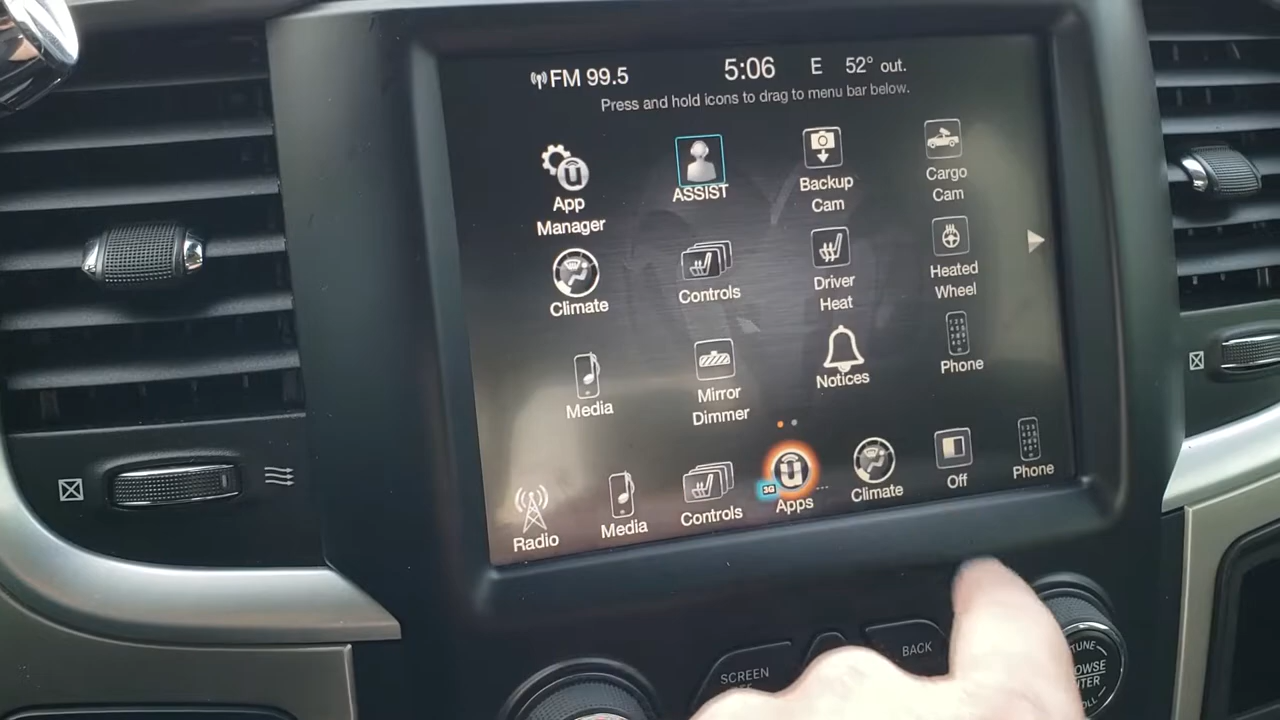 FM 99.5 5:06 E 52° out.
Press and hold icons to drag to menu bar below.
App
Manager
ASSIST
Backup
Cam
Cargo
Cam
Climate
Controls
Driver
Heat
Heated
Wheel
Media
Mirror
Dimmer
Notices
Phone
Radio
Media
Controls
3G
Apps
Climate
Off
Phone
SCREEN
BACK
TUNE